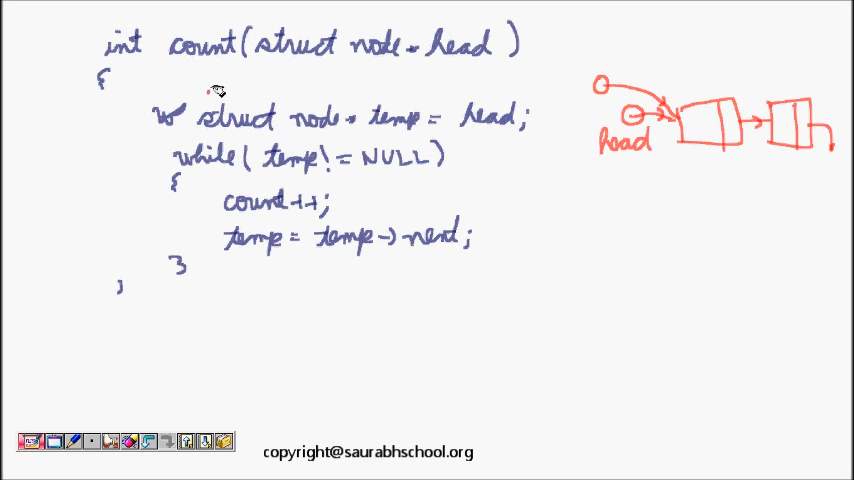 int count(struct node * head )
{
struct node * temp = head;
while( temp! = NULL)
{
count++;
temp = temp -> next;
}
head
copyright@saurabhschool.org